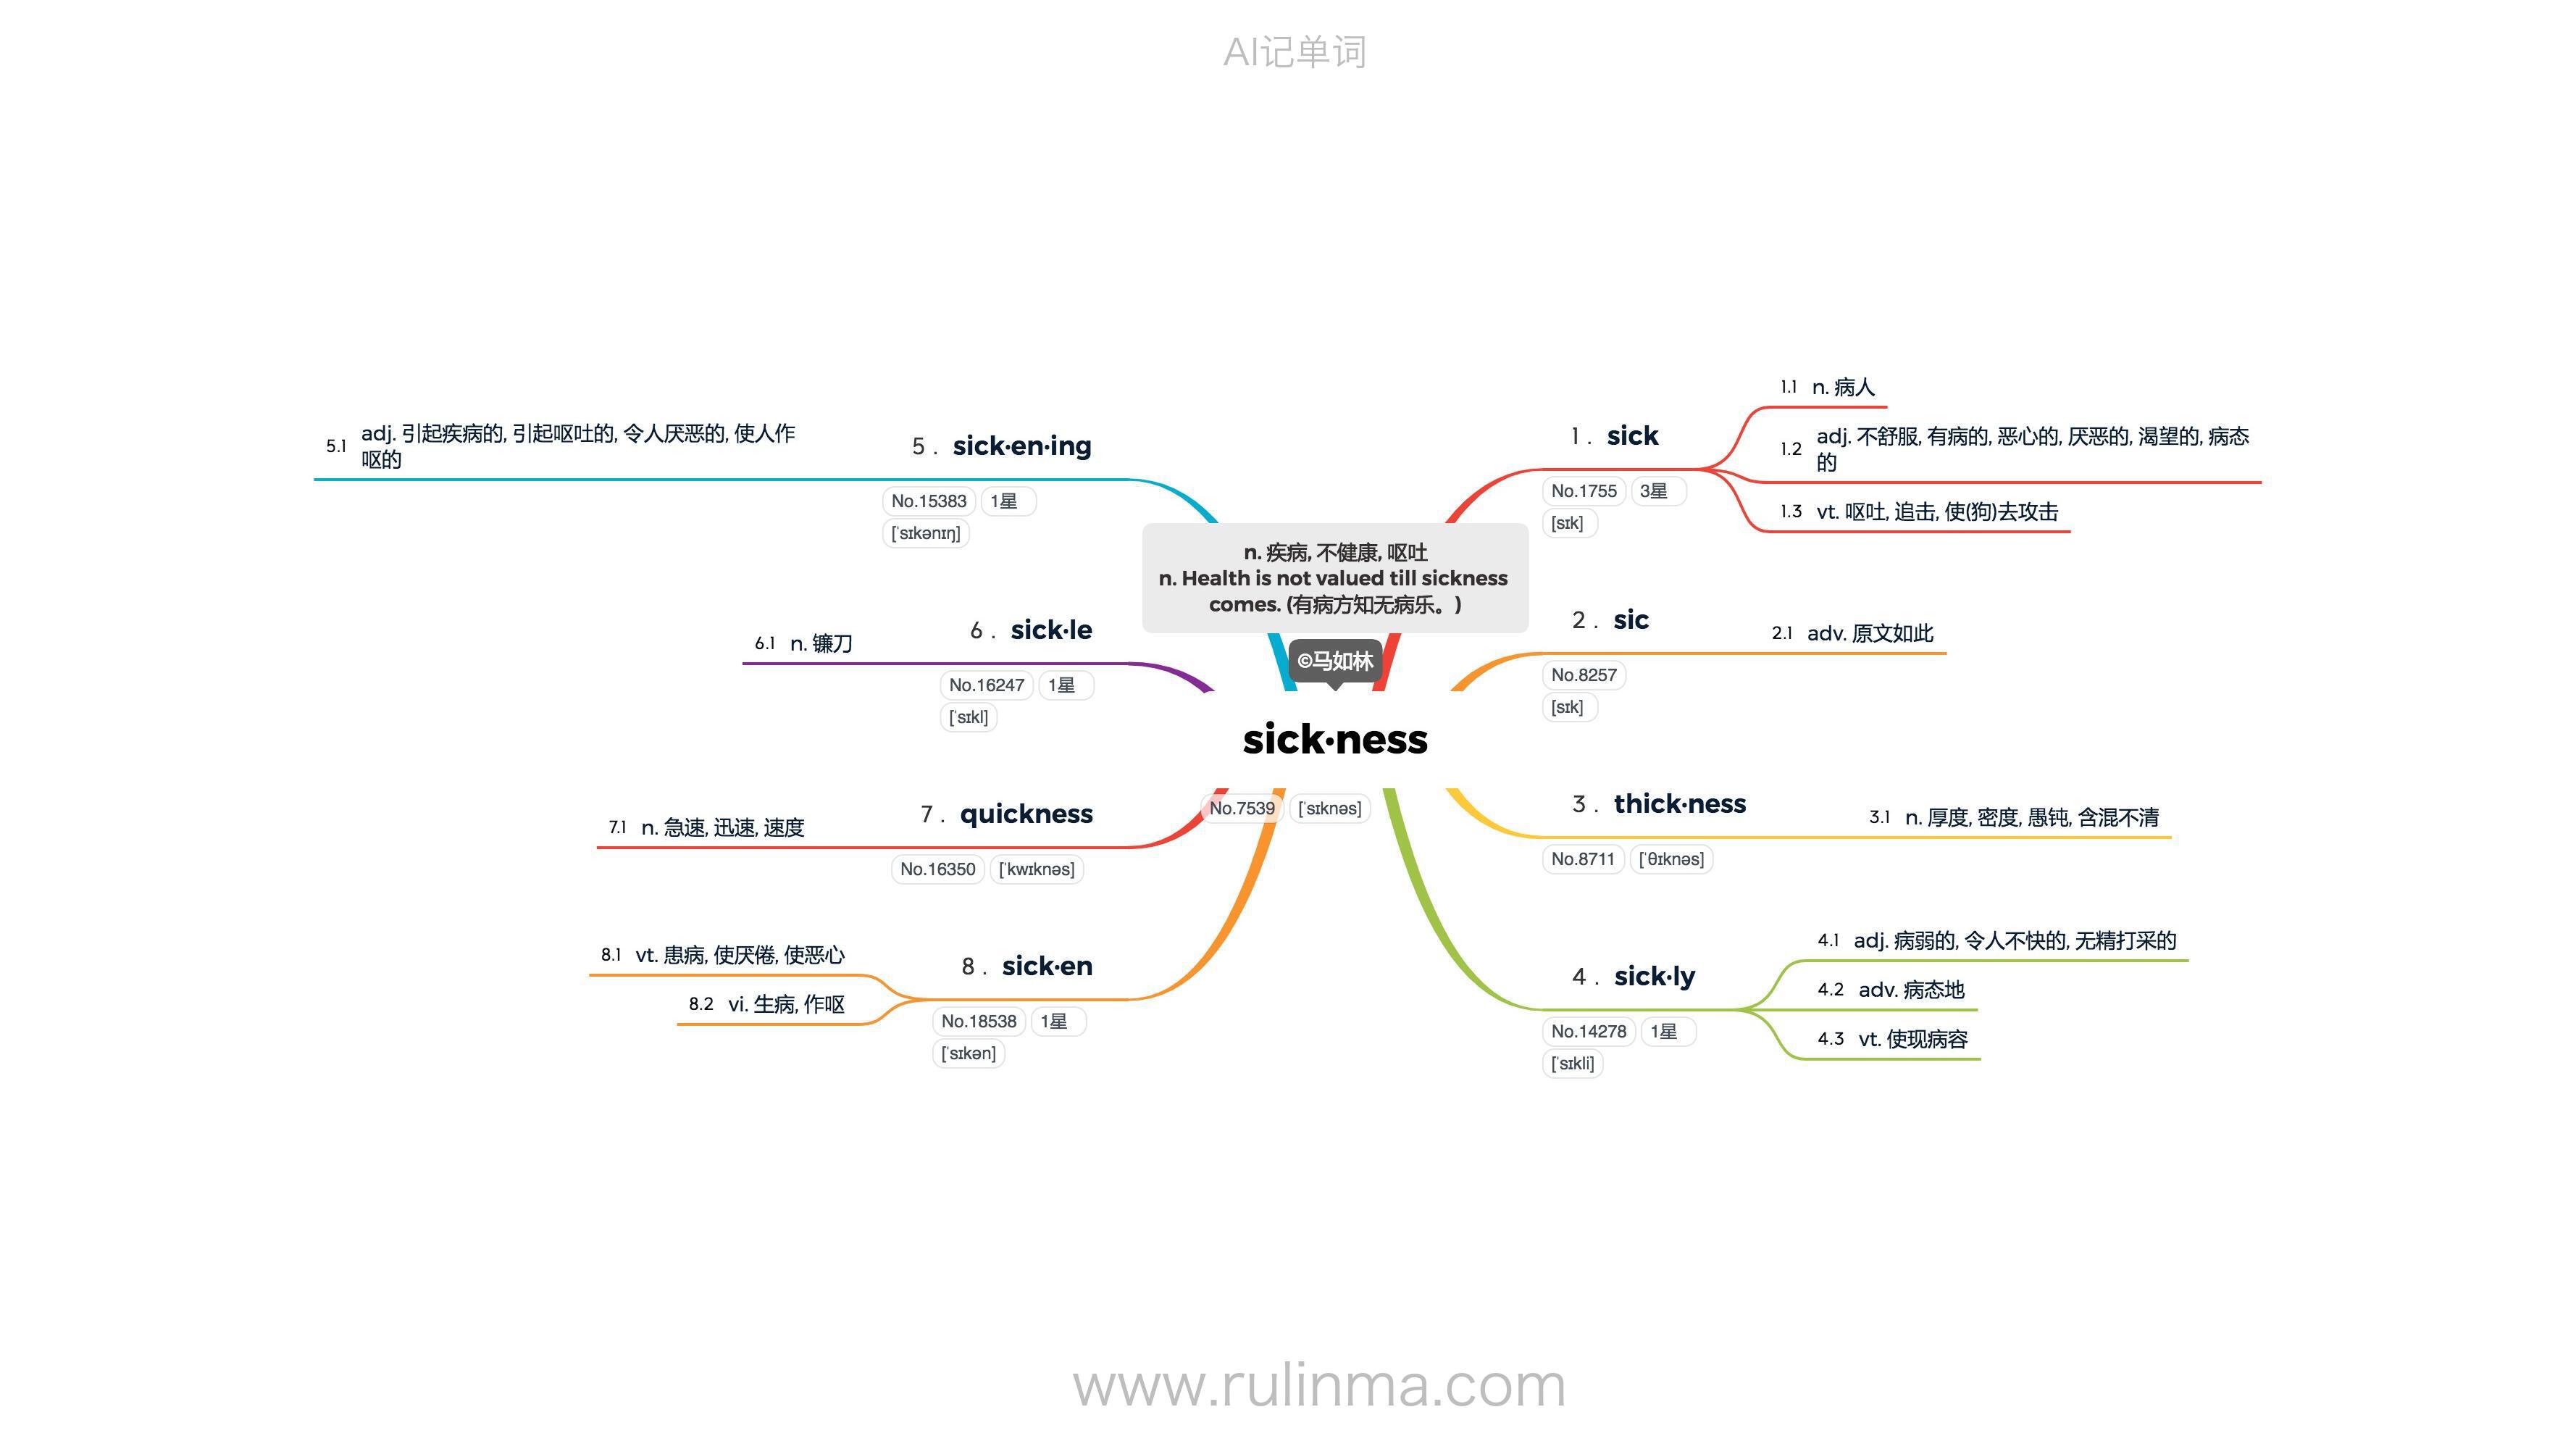 AI记单词
n. 疾病, 不健康, 呕吐
n. Health is not valued till sickness
comes. (有病方知无病乐。)
©马如林
sick·ness
No.7539 [ˈsɪknəs]
1 . sick
No.1755 3星
[sɪk]
1.1 n. 病人
1.2 adj. 不舒服, 有病的, 恶心的, 厌恶的, 渴望的, 病态
的
1.3 vt. 呕吐, 追击, 使(狗)去攻击
2 . sic
No.8257
[sɪk]
2.1 adv. 原文如此
3 . thick·ness
No.8711 [ˈθɪknəs]
3.1 n. 厚度, 密度, 愚钝, 含混不清
4 . sick·ly
No.14278 1星
[ˈsɪkli]
4.1 adj. 病弱的, 令人不快的, 无精打采的
4.2 adv. 病态地
4.3 vt. 使现病容
5 . sick·en·ing
No.15383 1星
[ˈsɪkənɪŋ]
5.1 adj. 引起疾病的, 引起呕吐的, 令人厌恶的, 使人作
呕的
6 . sick·le
No.16247 1星
[ˈsɪkl]
6.1 n. 镰刀
7 . quickness
No.16350 [ˈkwɪknəs]
7.1 n. 急速, 迅速, 速度
8 . sick·en
No.18538 1星
[ˈsɪkən]
8.1 vt. 患病, 使厌倦, 使恶心
8.2 vi. 生病, 作呕
www.rulinma.com